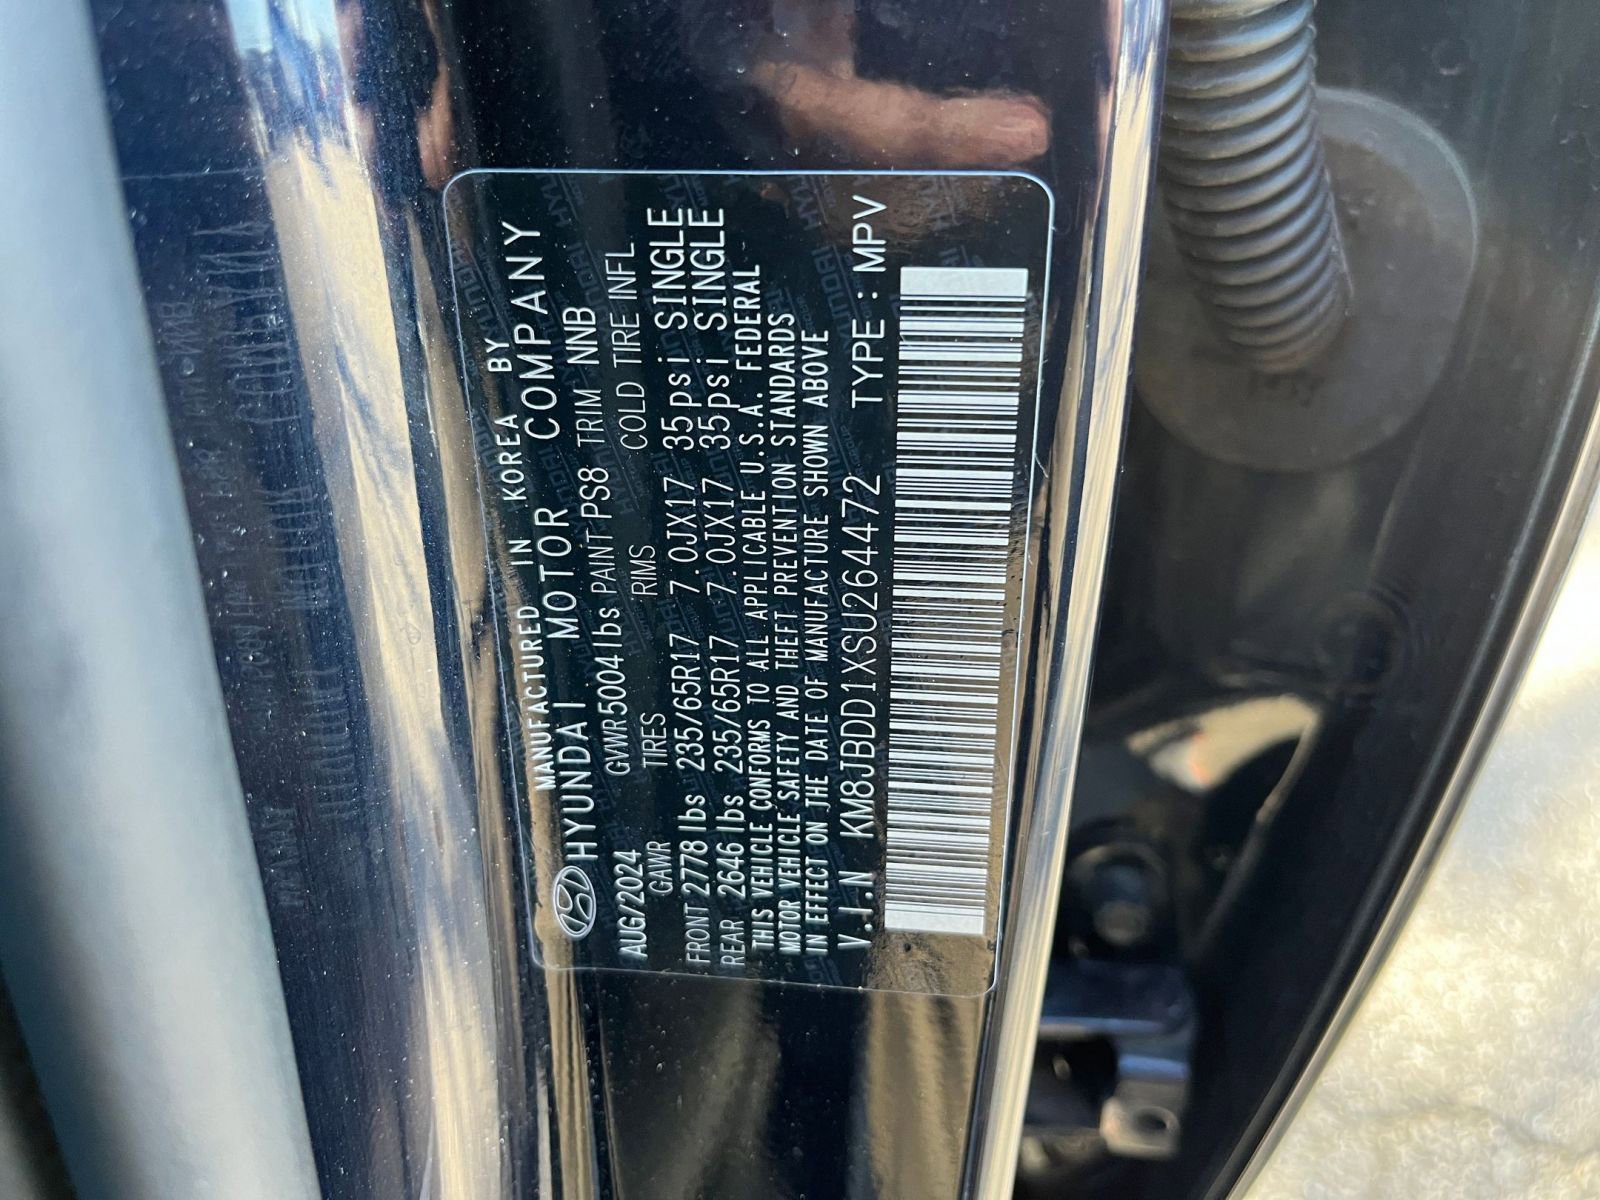 MANUFACTURED IN KOREA BY
HYUNDAI MOTOR COMPANY
AUG/2024 GVWR 5004 lbs PAINT PS8 TRIM NNB
GAWR TIRES RIMS COLD TIRE INFL
FRONT 2778 lbs 235/65R17 7.0JX17 35psi SINGLE
REAR 2646 lbs 235/65R17 7.0JX17 35psi SINGLE
THIS VEHICLE CONFORMS TO ALL APPLICABLE U.S.A. FEDERAL
MOTOR VEHICLE SAFETY AND THEFT PREVENTION STANDARDS
IN EFFECT ON THE DATE OF MANUFACTURE SHOWN ABOVE
V.I.N KM8JBDD1XSU264472 TYPE : MPV